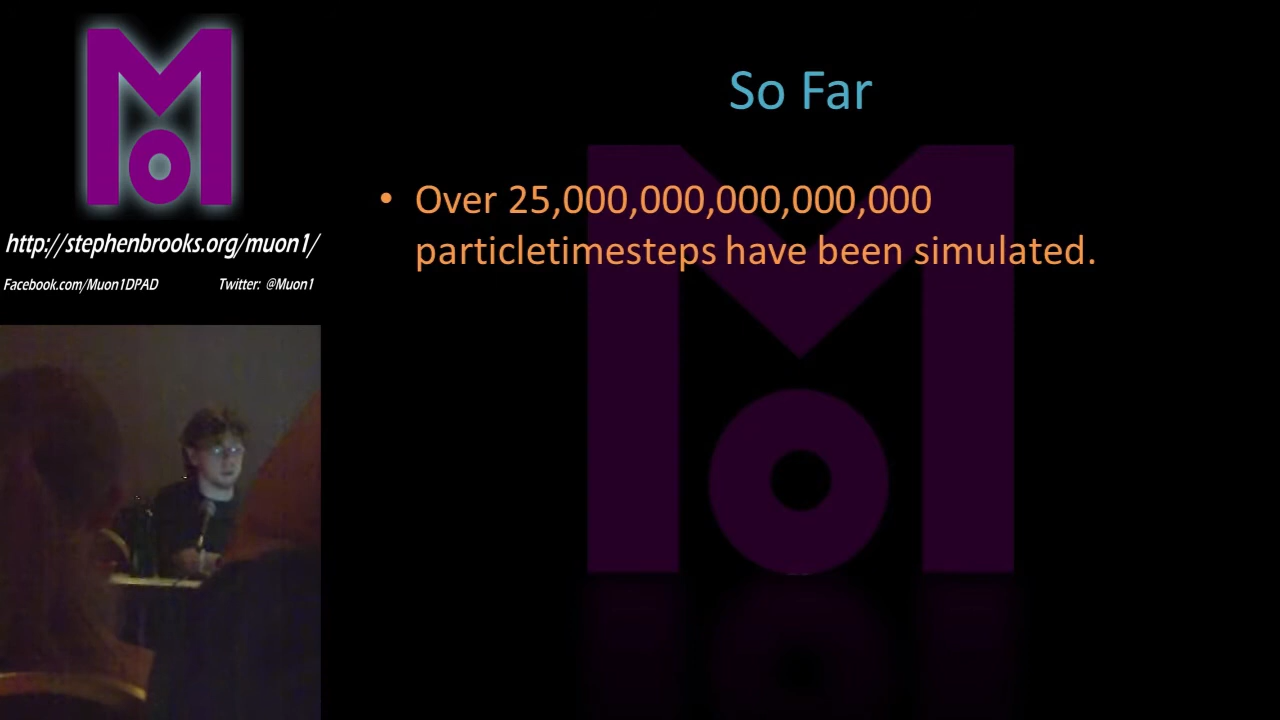 http://stephenbrooks.org/muon1/
Facebook.com/Muon1DPAD Twitter: @Muon1
So Far
• Over 25,000,000,000,000,000
particletimesteps have been simulated.